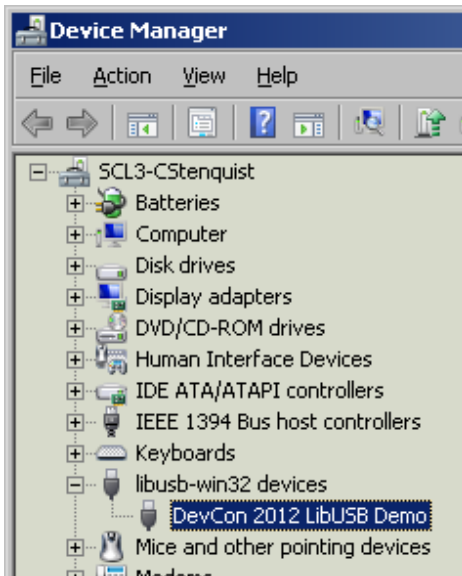 Device Manager
File Action View Help
SCL3-CStenquist
Batteries
Computer
Disk drives
Display adapters
DVD/CD-ROM drives
Human Interface Devices
IDE ATA/ATAPI controllers
IEEE 1394 Bus host controllers
Keyboards
libusb-win32 devices
DevCon 2012 LibUSB Demo
Mice and other pointing devices
Modems